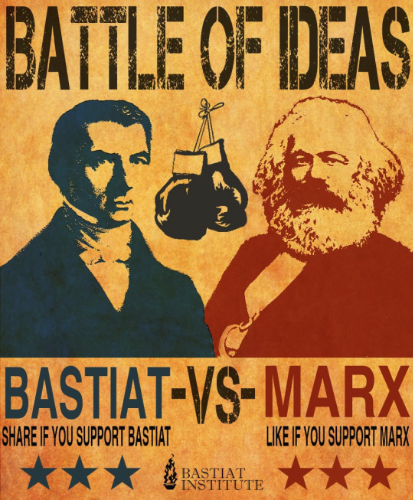 BATTLE OF IDEAS
BASTIAT -VS- MARX
SHARE IF YOU SUPPORT BASTIAT
LIKE IF YOU SUPPORT MARX
BASTIAT
INSTITUTE